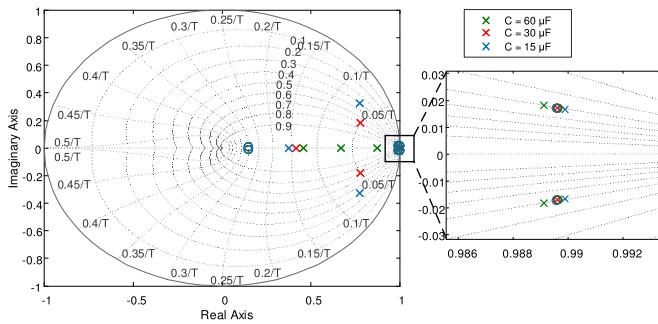 C = 60 µF
C = 30 µF
C = 15 µF
1
0.8
0.6
0.4
0.2
0
-0.2
-0.4
-0.6
-0.8
-1
Imaginary Axis
-1
-0.5
0
0.5
1
Real Axis
0.25/T
0.3/T
0.2/T
0.35/T
0.15/T
0.4/T
0.1/T
0.45/T
0.05/T
0.5/T
0.5/T
0.45/T
0.05/T
0.4/T
0.1/T
0.35/T
0.15/T
0.3/T
0.2/T
0.25/T
0.1
0.3
0.4
0.5
0.6
0.7
0.8
0.9
0.03
0.02
0.01
0
-0.01
-0.02
-0.03
0.986
0.988
0.99
0.992